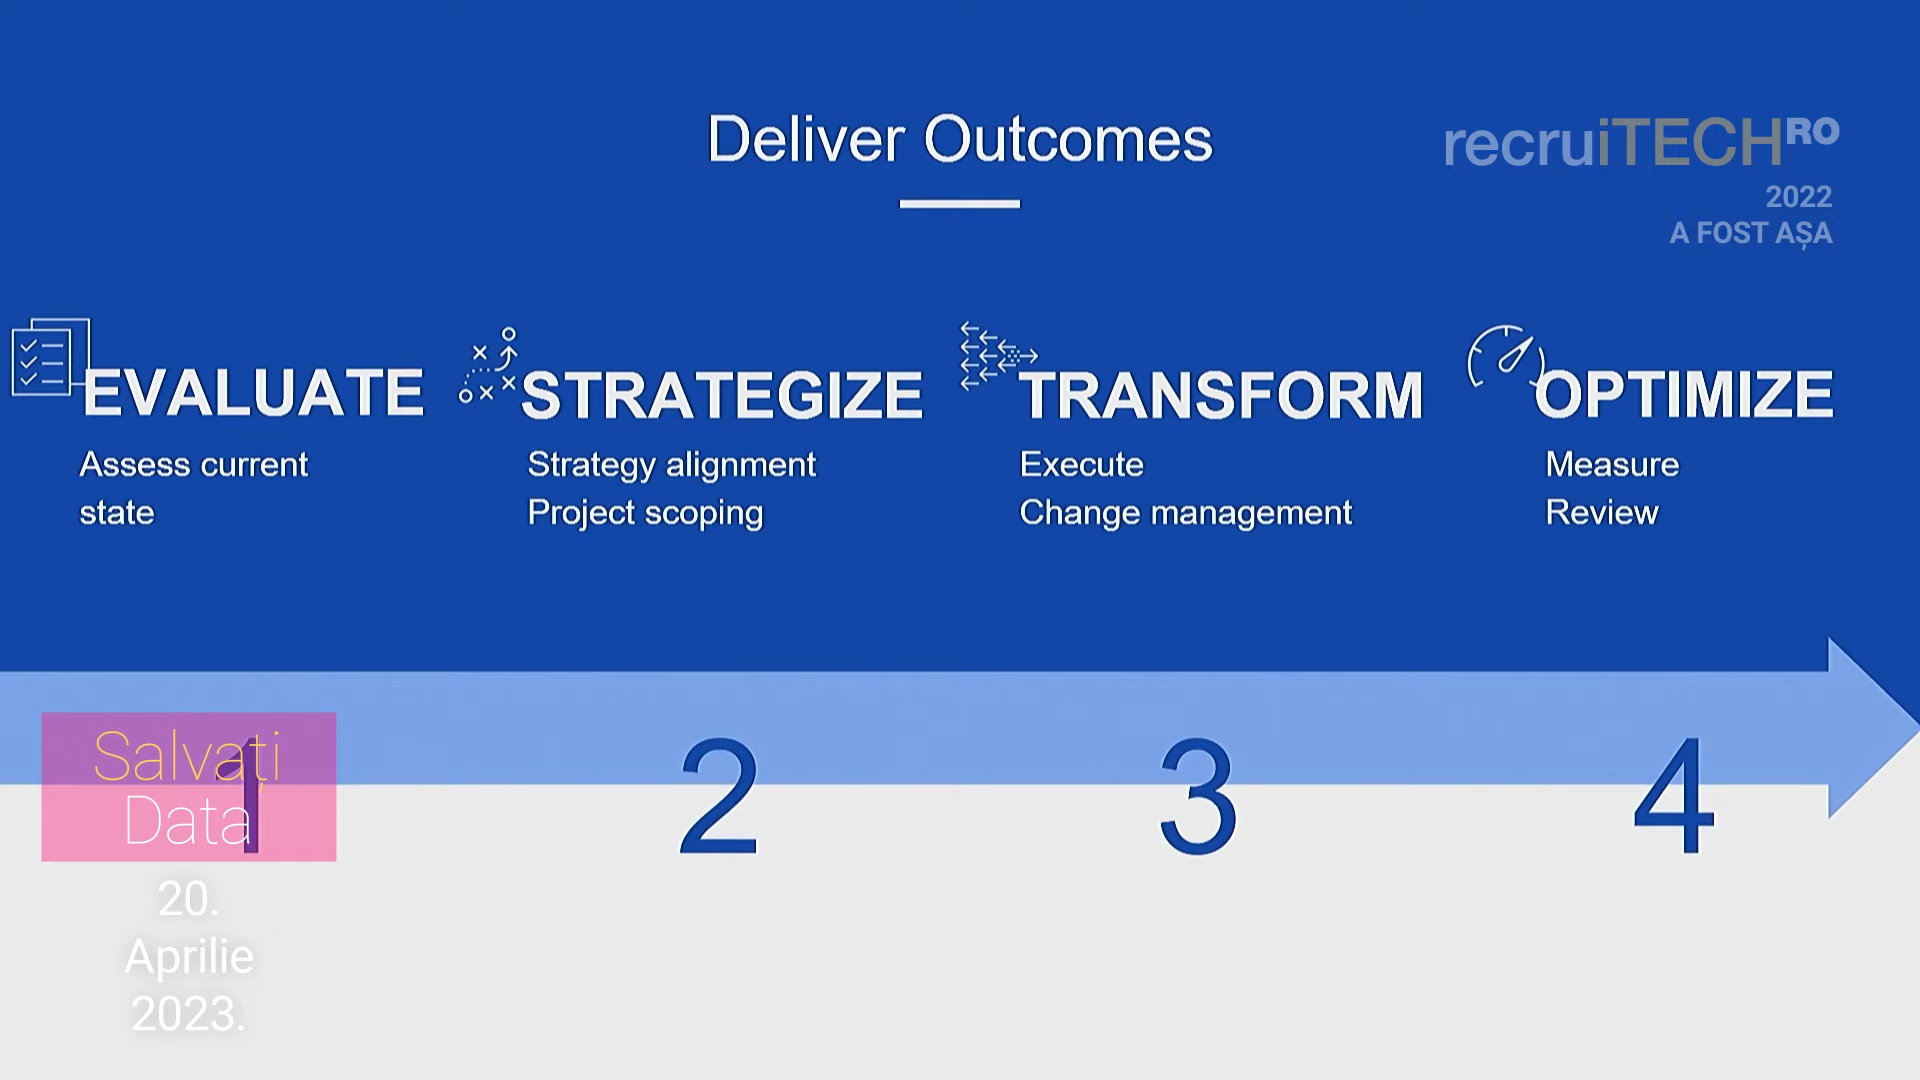 Deliver Outcomes
recruiTECHRO
2022
A FOST AȘA
EVALUATE
Assess current
state
STRATEGIZE
Strategy alignment
Project scoping
TRANSFORM
Execute
Change management
OPTIMIZE
Measure
Review
1
2
3
4
Salvați
Data
20.
Aprilie
2023.